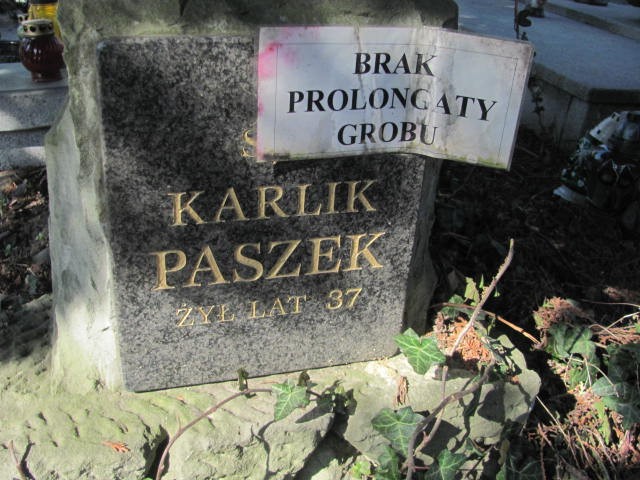 BRAK
PROLONGATY
GROBU
KARLIK
PASZEK
ŻYŁ LAT 37